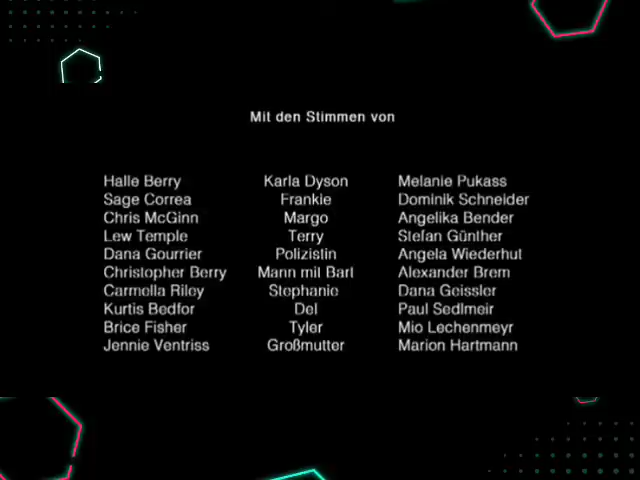 Mit den Stimmen von
Halle Berry Karla Dyson Melanie Pukass
Sage Correa Frankie Dominik Schneider
Chris McGinn Margo Angelika Bender
Lew Temple Terry Stefan Günther
Dana Gourrier Polizistin Angela Wiederhut
Christopher Berry Mann mit Bart Alexander Brem
Carmella Riley Stephanie Dana Geissler
Kurtis Bedfor Del Paul Sedlmeir
Brice Fisher Tyler Mio Lechenmeyr
Jennie Ventriss Großmutter Marion Hartmann